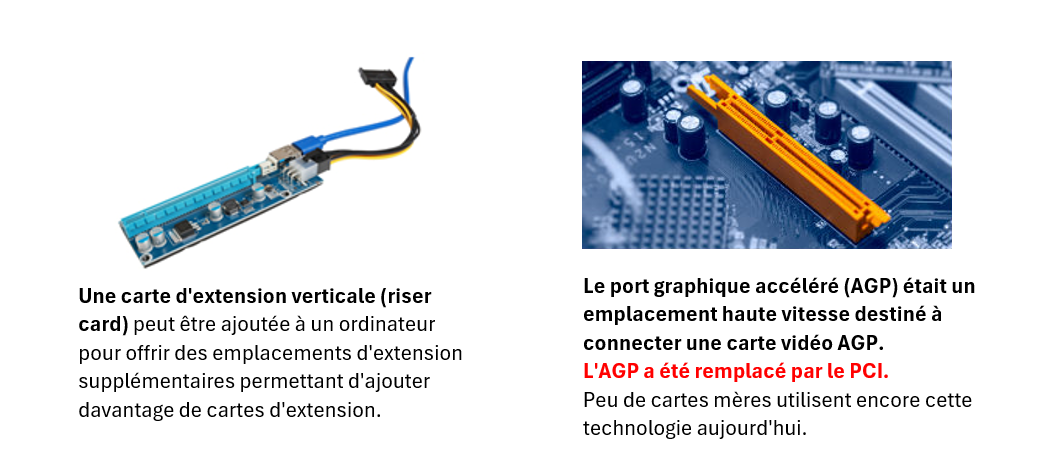 Une carte d'extension verticale (riser
card) peut être ajoutée à un ordinateur
pour offrir des emplacements d'extension
supplémentaires permettant d'ajouter
davantage de cartes d'extension.
Le port graphique accéléré (AGP) était un
emplacement haute vitesse destiné à
connecter une carte vidéo AGP.
L'AGP a été remplacé par le PCI.
Peu de cartes mères utilisent encore cette
technologie aujourd'hui.